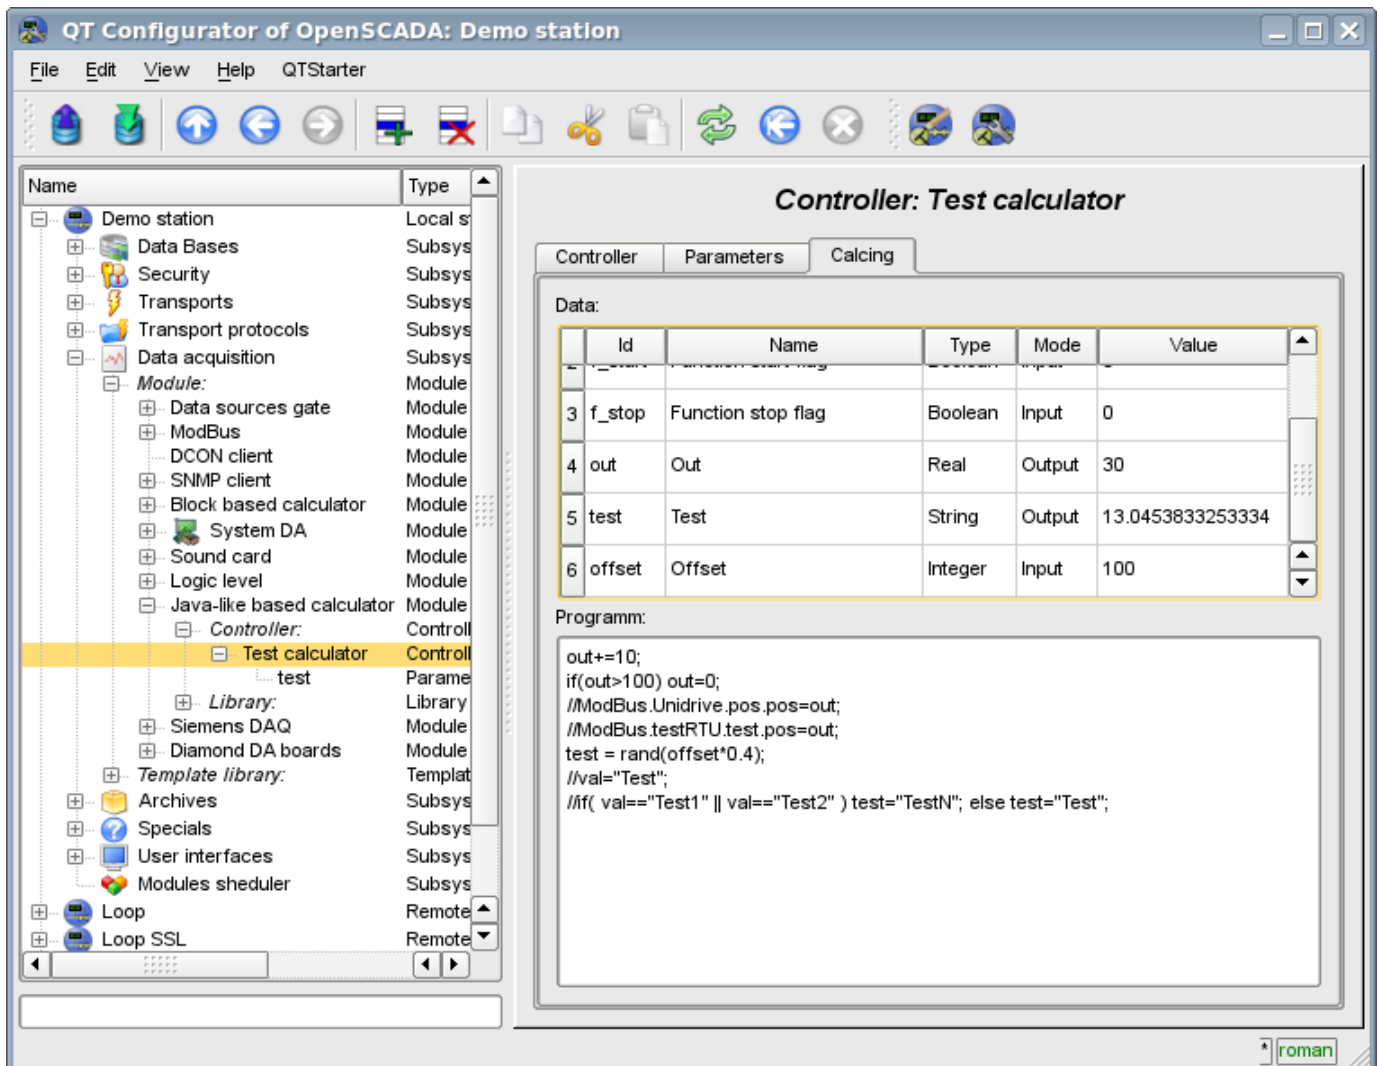 QT Configurator of OpenSCADA: Demo station
File Edit View Help QTStarter
Name Type
Demo station Local s
Data Bases Subsys
Security Subsys
Transports Subsys
Transport protocols Subsys
Data acquisition Subsys
Module: Module
Data sources gate Module
ModBus Module
DCON client Module
SNMP client Module
Block based calculator Module
System DA Module
Sound card Module
Logic level Module
Java-like based calculator Module
Controller: Controll
Test calculator Controll
test Parame
Library: Library
Siemens DAQ Module
Diamond DA boards Module
Template library: Templat
Archives Subsys
Specials Subsys
User interfaces Subsys
Modules sheduler Subsys
Loop Remote
Loop SSL Remote
Controller: Test calculator
Controller Parameters Calcing
Data:
Id Name Type Mode Value
3 f_stop Function stop flag Boolean Input 0
4 out Out Real Output 30
5 test Test String Output 13.0453833253334
6 offset Offset Integer Input 100
Programm:
out+=10;
if(out>100) out=0;
//ModBus.Unidrive.pos.pos=out;
//ModBus.testRTU.test.pos=out;
test = rand(offset*0.4);
//val="Test";
//if( val=="Test1" || val=="Test2" ) test="TestN"; else test="Test";
* roman